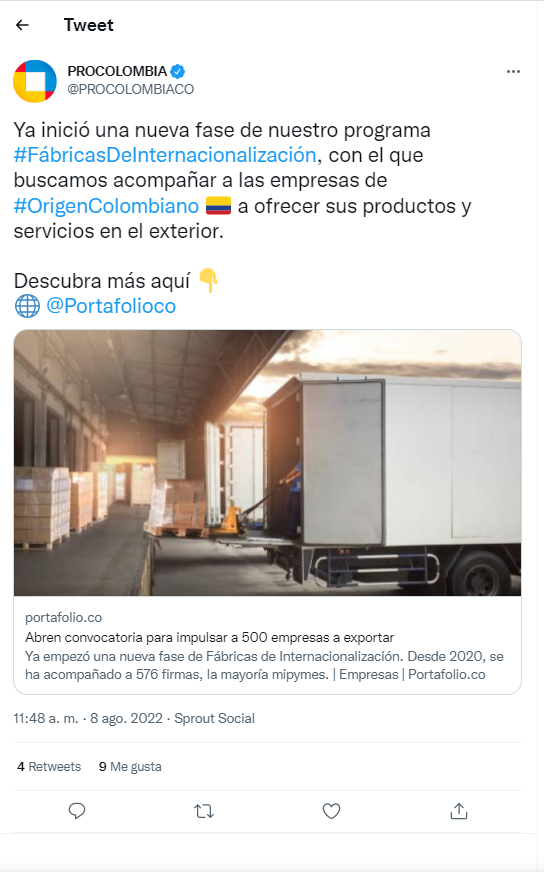 Tweet
PROCOLOMBIA
@PROCOLOMBIACO
Ya inició una nueva fase de nuestro programa
#FábricasDeInternacionalización, con el que
buscamos acompañar a las empresas de
#OrigenColombiano 🇨🇴 a ofrecer sus productos y
servicios en el exterior.
Descubra más aquí 👇
🌐 @Portafolioco
portafolio.co
Abren convocatoria para impulsar a 500 empresas a exportar
Ya empezó una nueva fase de Fábricas de Internacionalización. Desde 2020, se
ha acompañado a 576 firmas, la mayoría mipymes. | Empresas | Portafolio.co
11:48 a. m. · 8 ago. 2022 · Sprout Social
4 Retweets 9 Me gusta